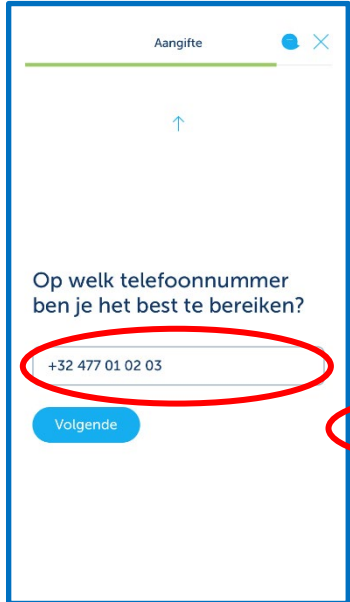 Aangifte
Op welk telefoonnummer
ben je het best te bereiken?
+32 477 01 02 03
Volgende